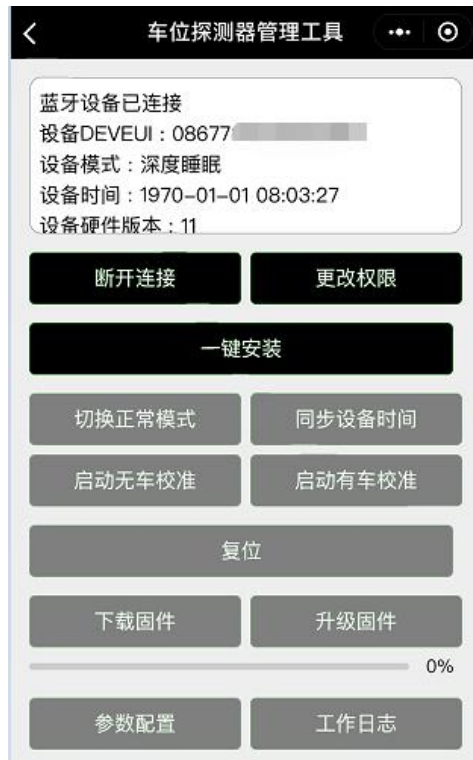 车位探测器管理工具
蓝牙设备已连接
设备DEVEUI：08677
设备模式：深度睡眠
设备时间：1970-01-01 08:03:27
设备硬件版本：11
断开连接
更改权限
一键安装
切换正常模式
同步设备时间
启动无车校准
启动有车校准
复位
下载固件
升级固件
0%
参数配置
工作日志